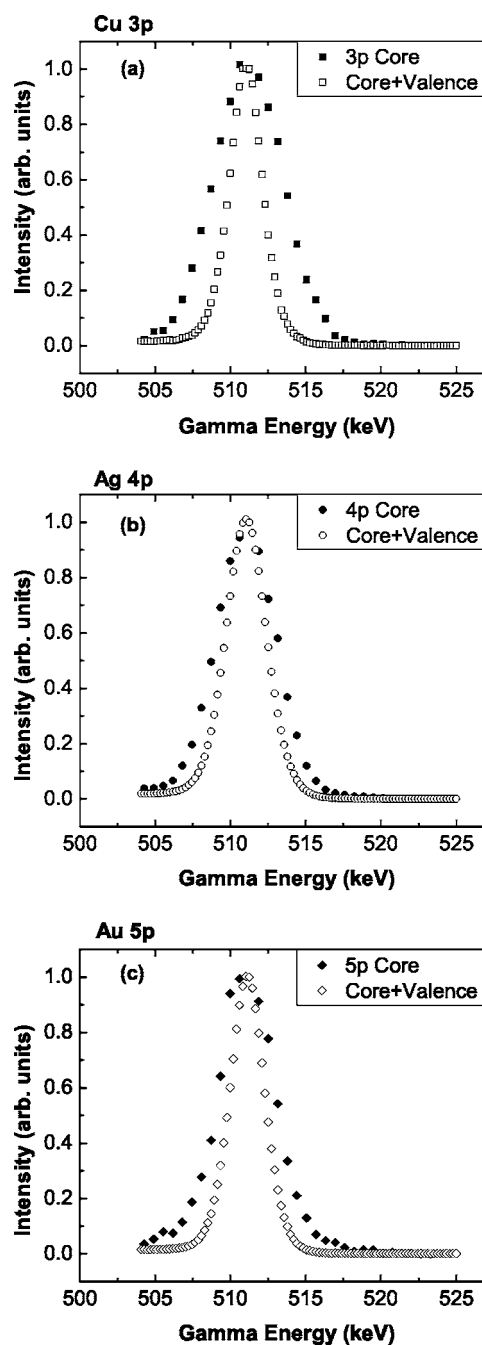 Cu 3p
(a)
3p Core
Core+Valence
1.0
0.8
0.6
0.4
0.2
0.0
Intensity (arb. units)
500 505 510 515 520 525
Gamma Energy (keV)
Ag 4p
(b)
4p Core
Core+Valence
1.0
0.8
0.6
0.4
0.2
0.0
Intensity (arb. units)
500 505 510 515 520 525
Gamma Energy (keV)
Au 5p
(c)
5p Core
Core+Valence
1.0
0.8
0.6
0.4
0.2
0.0
Intensity (arb. units)
500 505 510 515 520 525
Gamma Energy (keV)